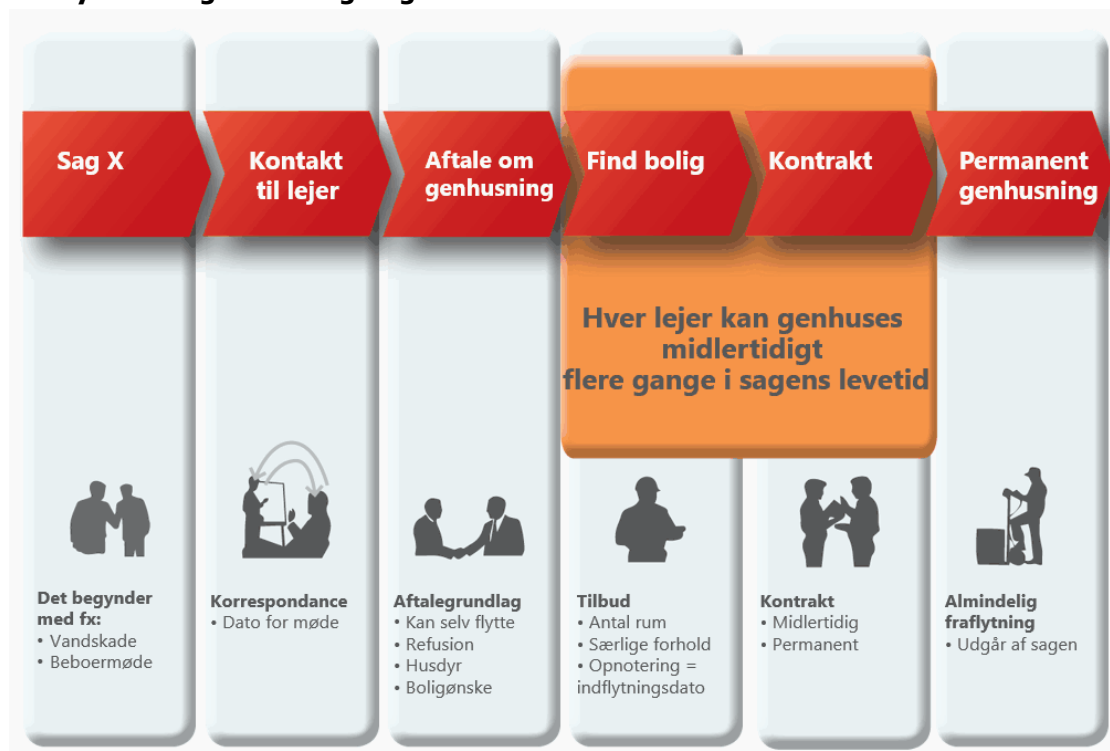 Sag X
Kontakt
til lejer
Aftale om
genhusning
Find bolig
Kontrakt
Permanent
genhusning
Hver lejer kan genhuses
midlertidigt
flere gange i sagens levetid
Det begynder
med fx:
• Vandskade
• Beboermøde
Korrespondance
• Dato for møde
Aftalegrundlag
• Kan selv flytte
• Refusion
• Husdyr
• Boligønske
Tilbud
• Antal rum
• Særlige forhold
• Opnotering =
indflytningsdato
Kontrakt
• Midlertidig
• Permanent
Almindelig
fraflytning
• Udgår af sagen